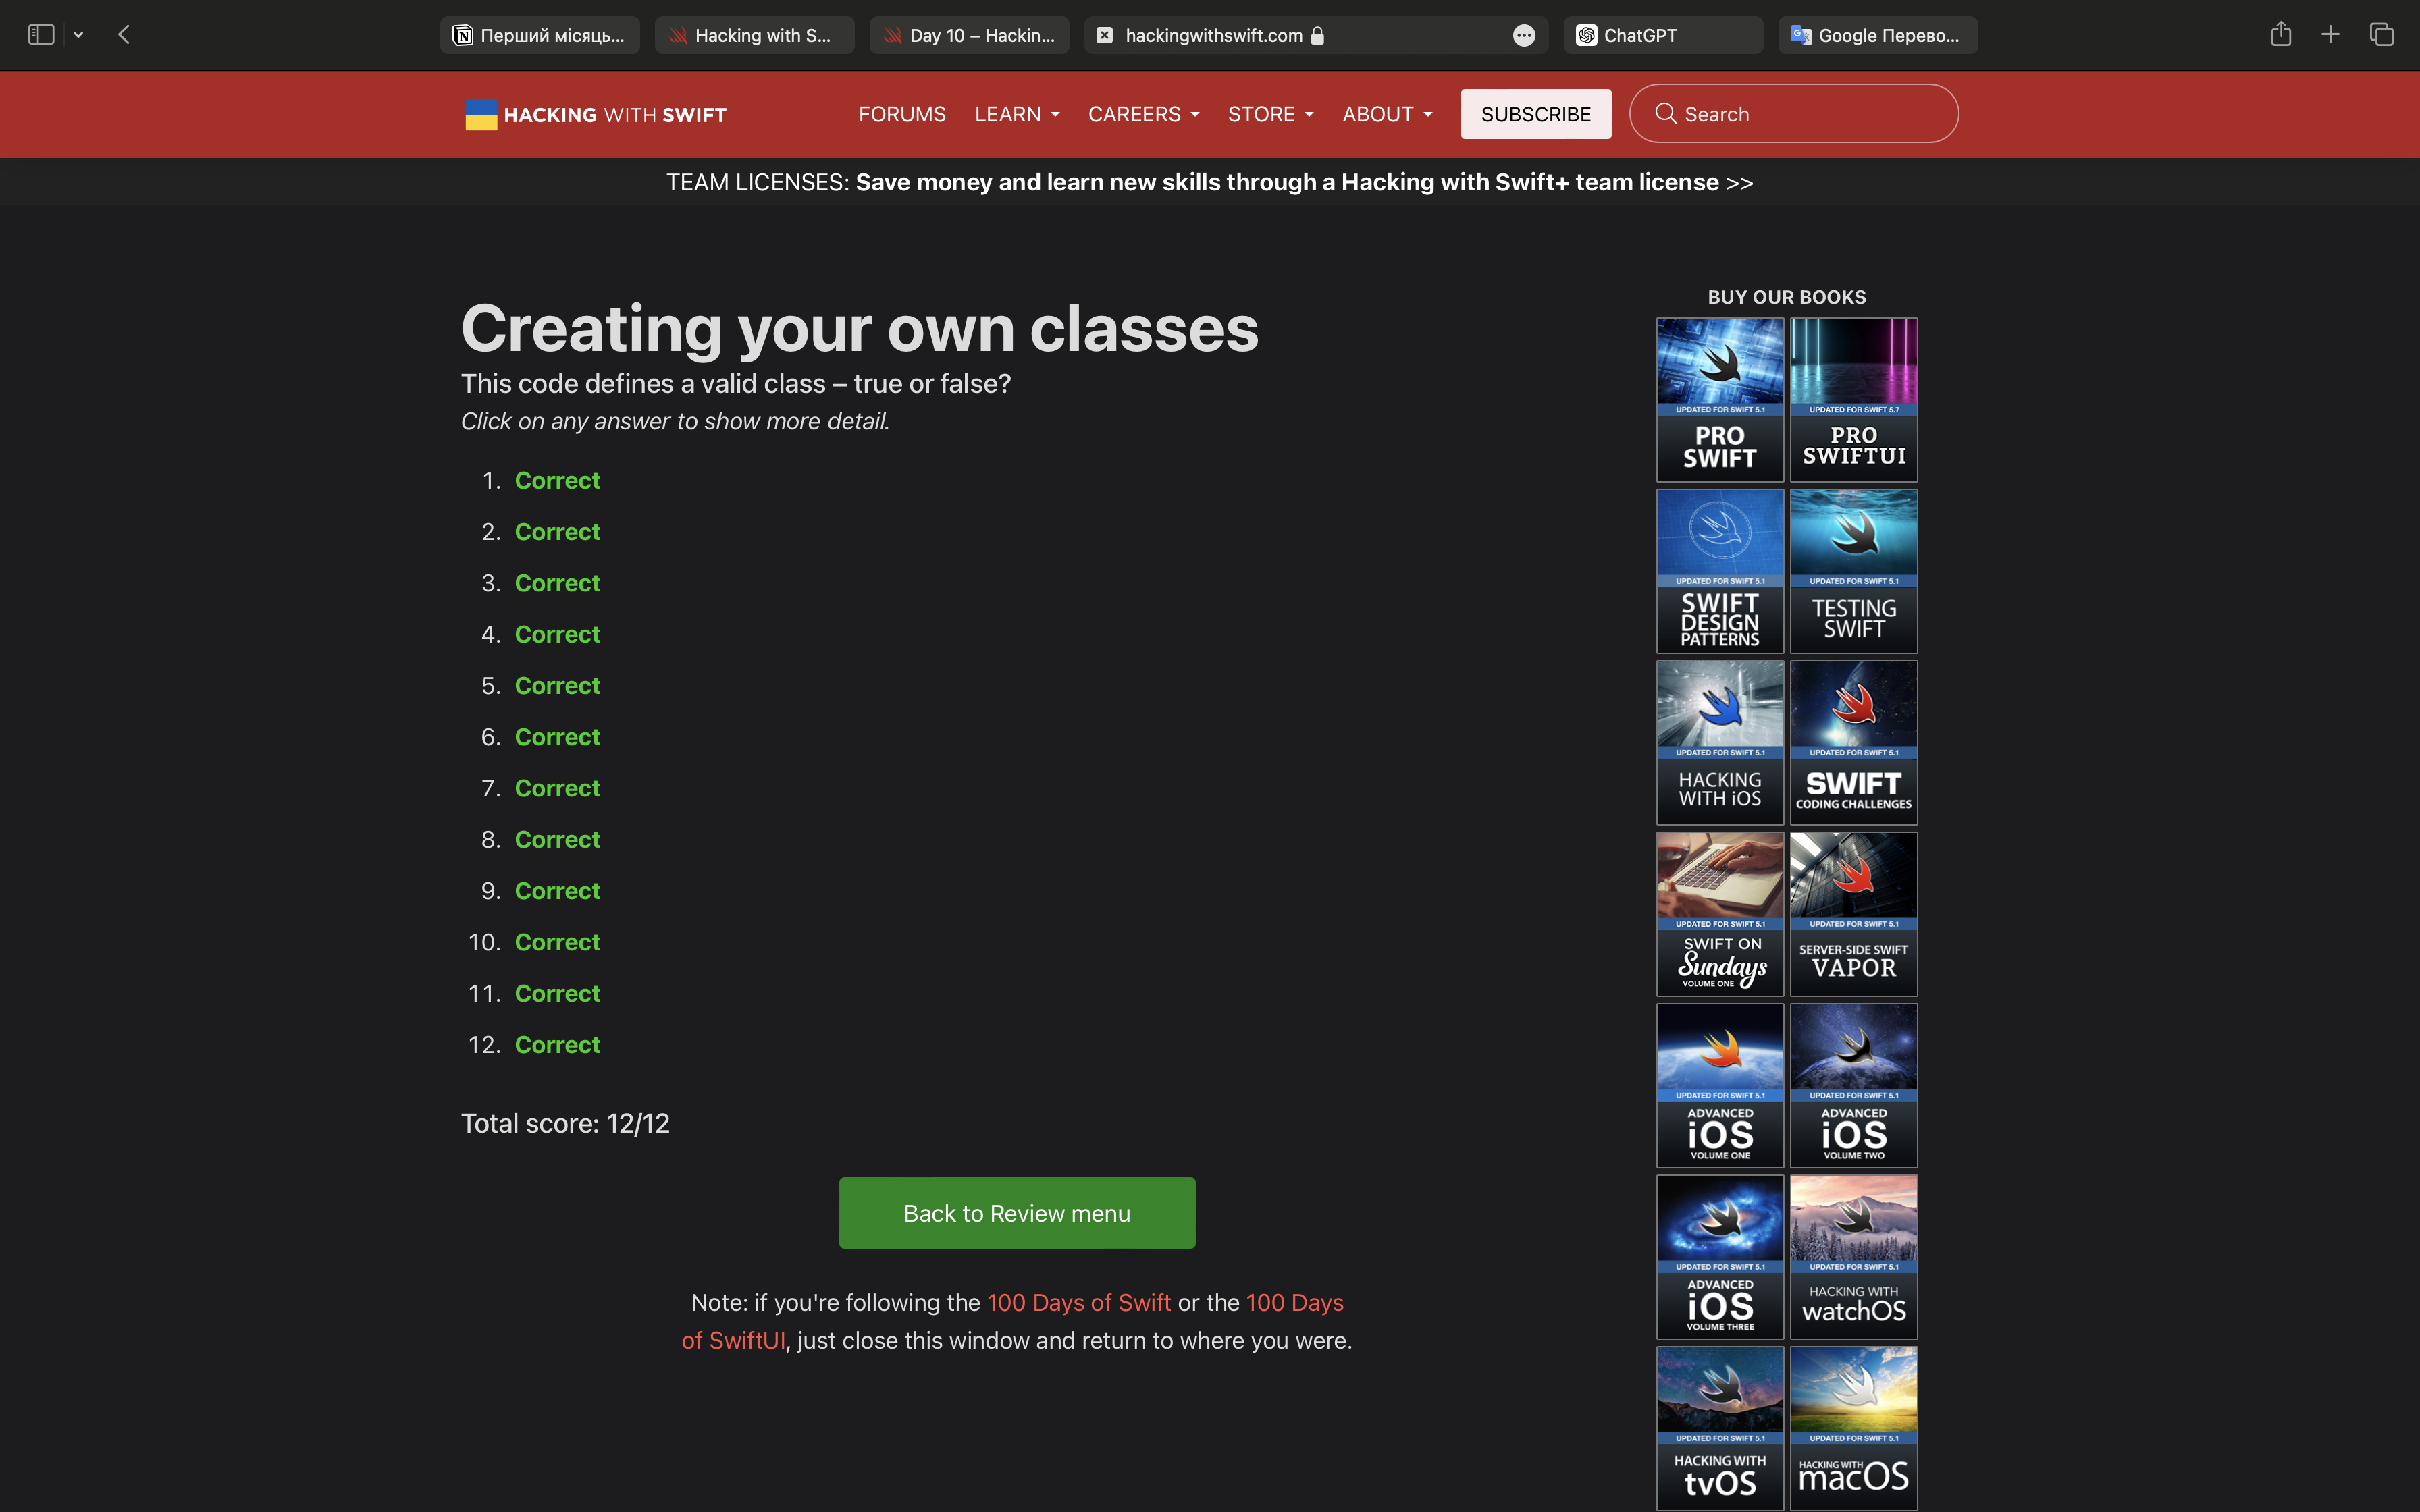 Перший місяць...
Hacking with S...
Day 10 – Hackin...
hackingwithswift.com
ChatGPT
Google Перево...
HACKING WITH SWIFT
FORUMS
LEARN
CAREERS
STORE
ABOUT
SUBSCRIBE
Search
TEAM LICENSES: Save money and learn new skills through a Hacking with Swift+ team license >>
Creating your own classes
This code defines a valid class – true or false?
Click on any answer to show more detail.
1. Correct
2. Correct
3. Correct
4. Correct
5. Correct
6. Correct
7. Correct
8. Correct
9. Correct
10. Correct
11. Correct
12. Correct
Total score: 12/12
Back to Review menu
Note: if you're following the 100 Days of Swift or the 100 Days
of SwiftUI, just close this window and return to where you were.
BUY OUR BOOKS
UPDATED FOR SWIFT 5.1
PRO
SWIFT
UPDATED FOR SWIFT 5.7
PRO
SWIFTUI
UPDATED FOR SWIFT 5.1
SWIFT
DESIGN
PATTERNS
UPDATED FOR SWIFT 5.1
TESTING
SWIFT
UPDATED FOR SWIFT 5.1
HACKING
WITH iOS
UPDATED FOR SWIFT 5.1
SWIFT
CODING CHALLENGES
UPDATED FOR SWIFT 5.1
SWIFT ON
Sundays
VOLUME ONE
UPDATED FOR SWIFT 5.1
SERVER-SIDE SWIFT
VAPOR
UPDATED FOR SWIFT 5.1
ADVANCED
iOS
VOLUME ONE
UPDATED FOR SWIFT 5.1
ADVANCED
iOS
VOLUME TWO
UPDATED FOR SWIFT 5.1
ADVANCED
iOS
VOLUME THREE
UPDATED FOR SWIFT 5.1
HACKING WITH
watchOS
UPDATED FOR SWIFT 5.1
HACKING WITH
tvOS
UPDATED FOR SWIFT 5.1
HACKING WITH
macOS